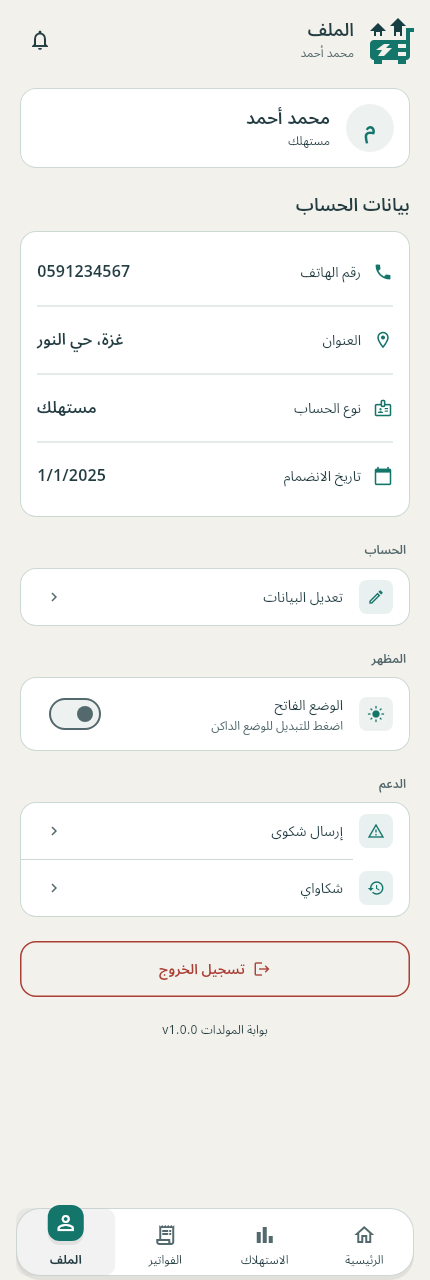 الملف
محمد أحمد
م
محمد أحمد
مستهلك
بيانات الحساب
رقم الهاتف 0591234567
العنوان غزة، حي النور
نوع الحساب مستهلك
تاريخ الانضمام 1/1/2025
الحساب
تعديل البيانات
المظهر
الوضع الفاتح
اضغط للتبديل للوضع الداكن
الدعم
إرسال شكوى
شكاواي
تسجيل الخروج
بوابة المولدات v1.0.0
الرئيسية الاستهلاك الفواتير الملف